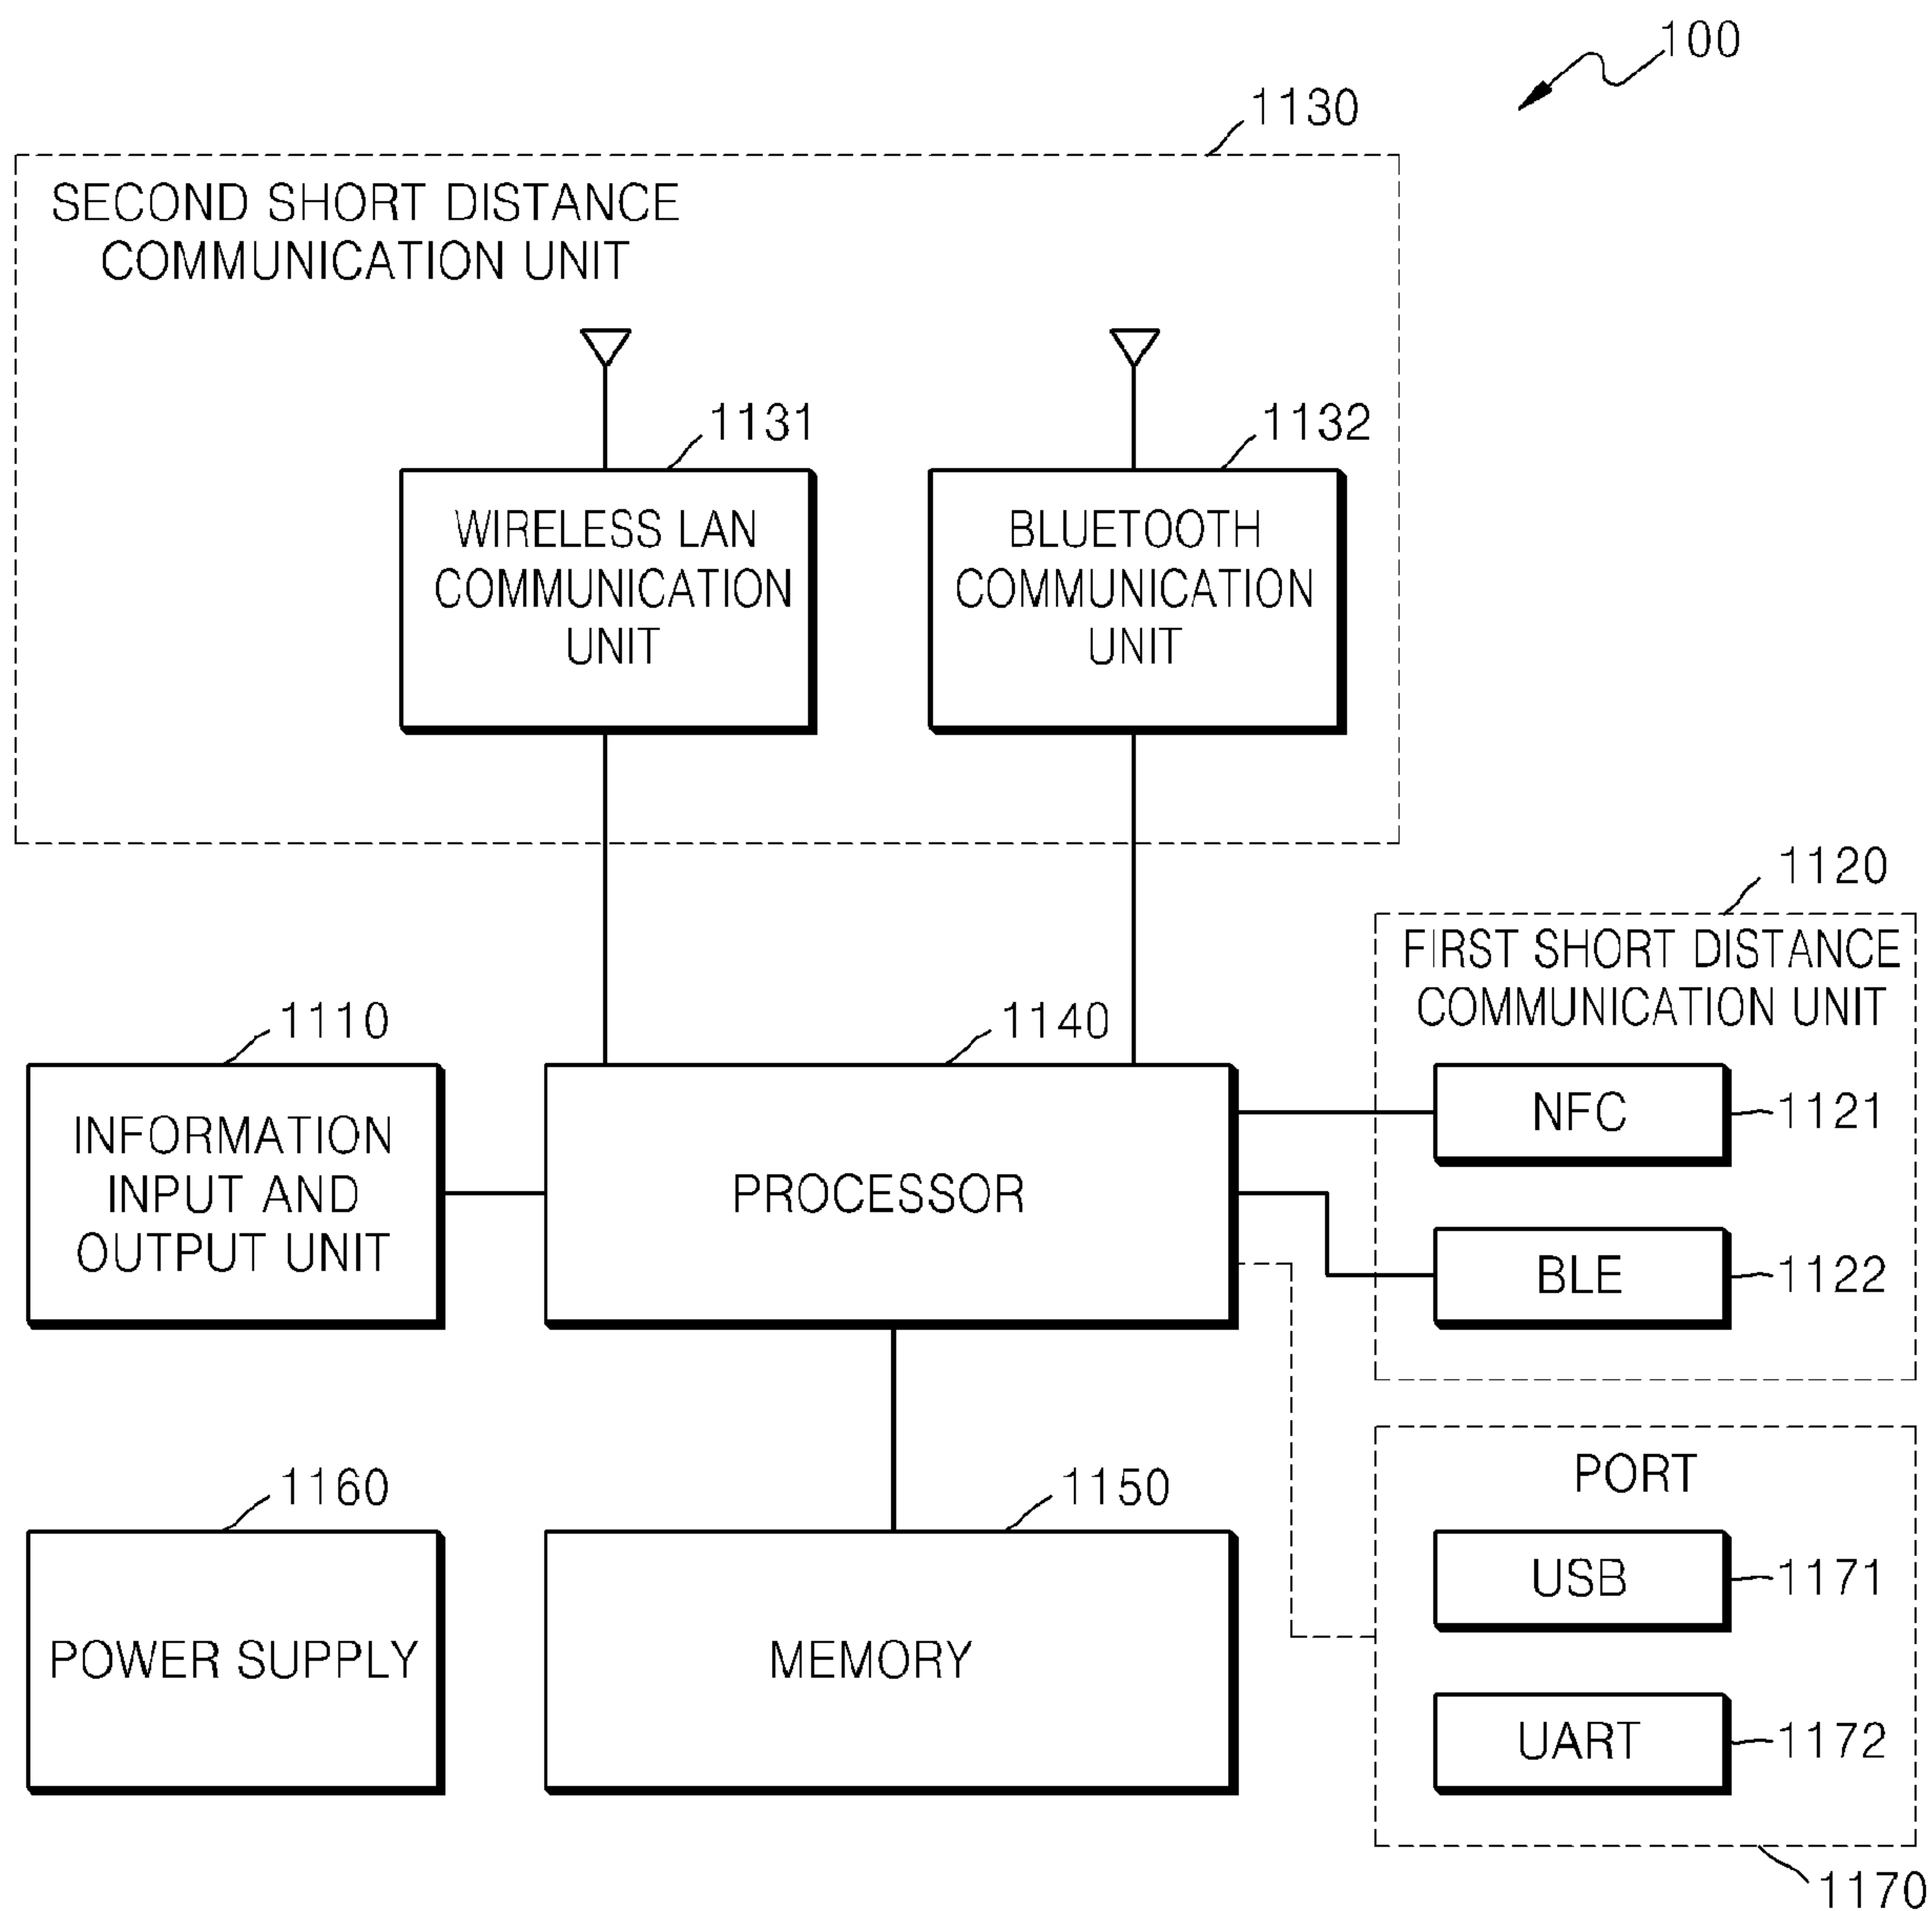 100
1130
SECOND SHORT DISTANCE
COMMUNICATION UNIT
1131
1132
WIRELESS LAN
COMMUNICATION
UNIT
BLUETOOTH
COMMUNICATION
UNIT
1120
FIRST SHORT DISTANCE
COMMUNICATION UNIT
1110
1140
INFORMATION
INPUT AND
OUTPUT UNIT
PROCESSOR
NFC
1121
BLE
1122
1160
1150
PORT
POWER SUPPLY
MEMORY
USB
1171
UART
1172
1170